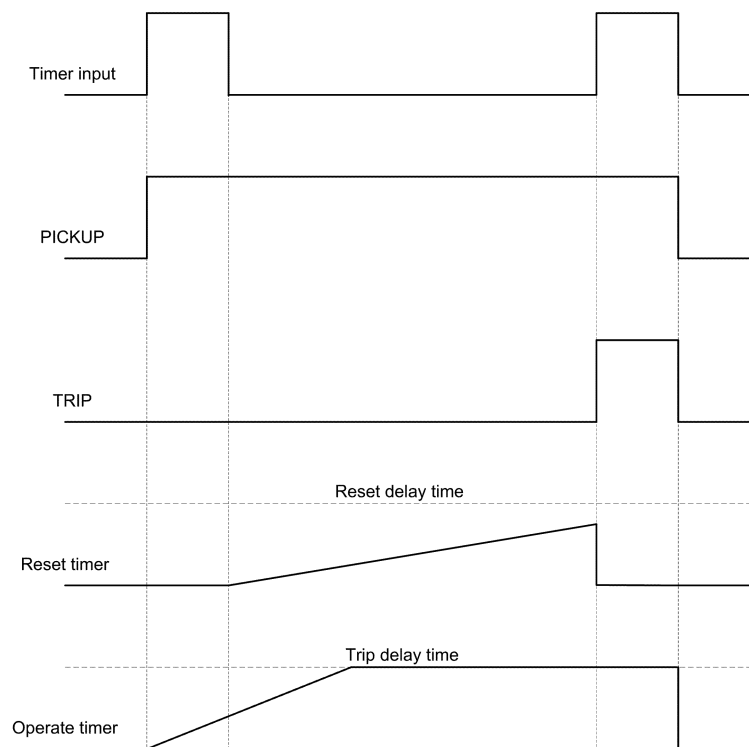 Timer input
PICKUP
TRIP
Reset delay time
Reset timer
Trip delay time
Operate timer